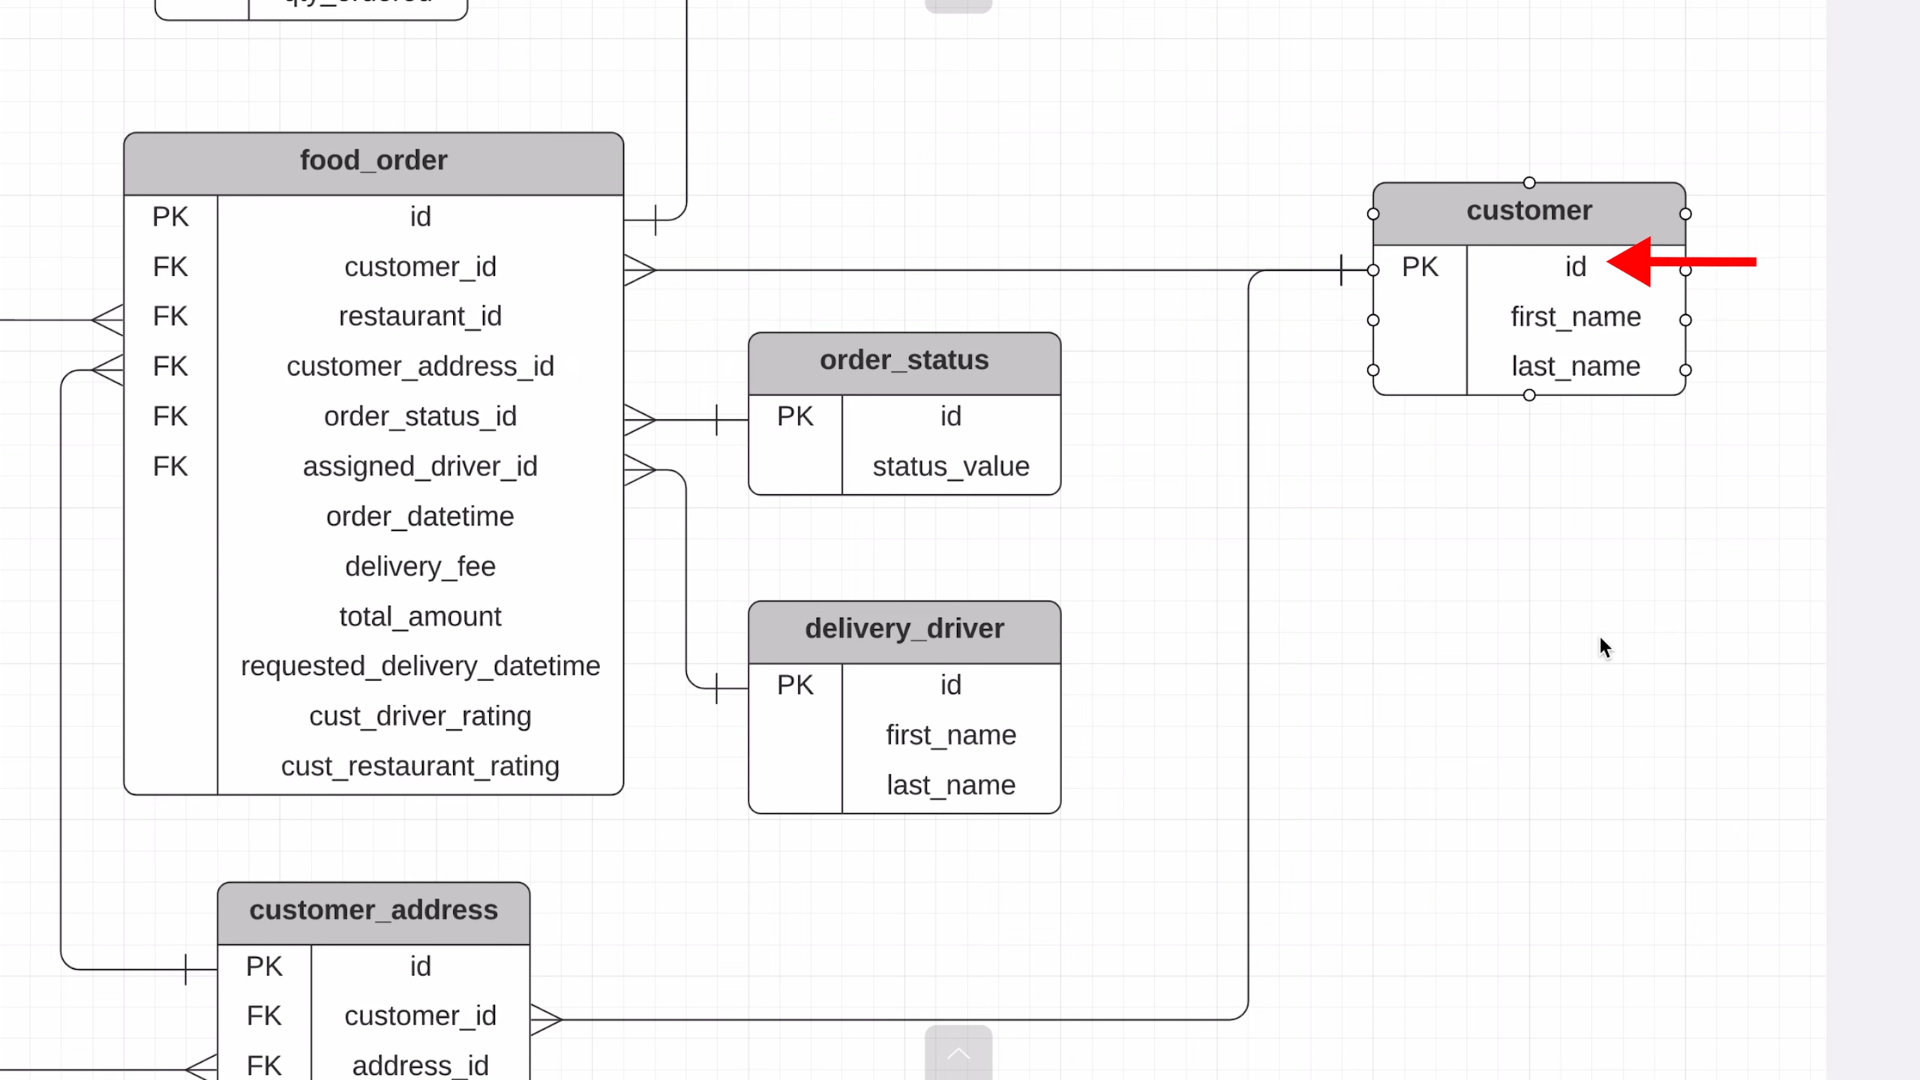 qty_ordered
food_order
PK id
FK customer_id
FK restaurant_id
FK customer_address_id
FK order_status_id
FK assigned_driver_id
order_datetime
delivery_fee
total_amount
requested_delivery_datetime
cust_driver_rating
cust_restaurant_rating
order_status
PK id
status_value
delivery_driver
PK id
first_name
last_name
customer
PK id
first_name
last_name
customer_address
PK id
FK customer_id
FK address_id